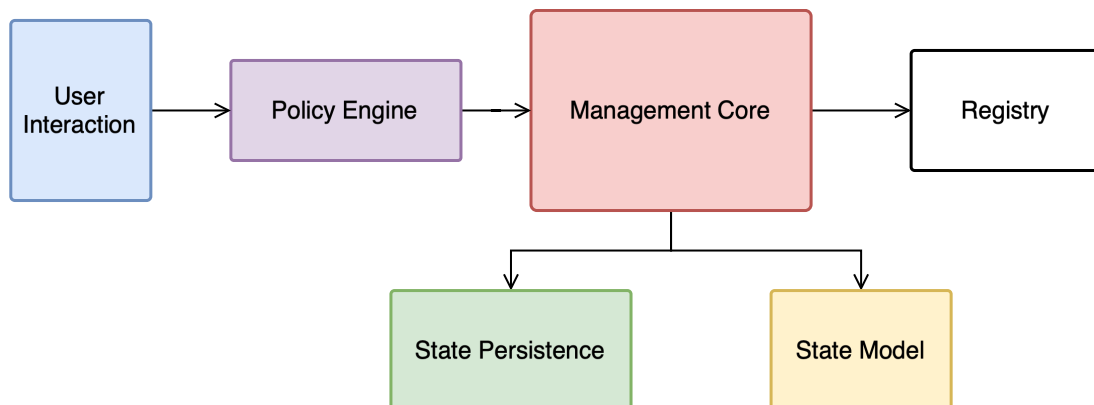 User
Interaction
Policy Engine
Management Core
Registry
State Persistence
State Model